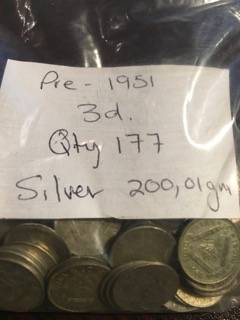 Pre - 1951
3d.
Qty 177
Silver 200,01gm